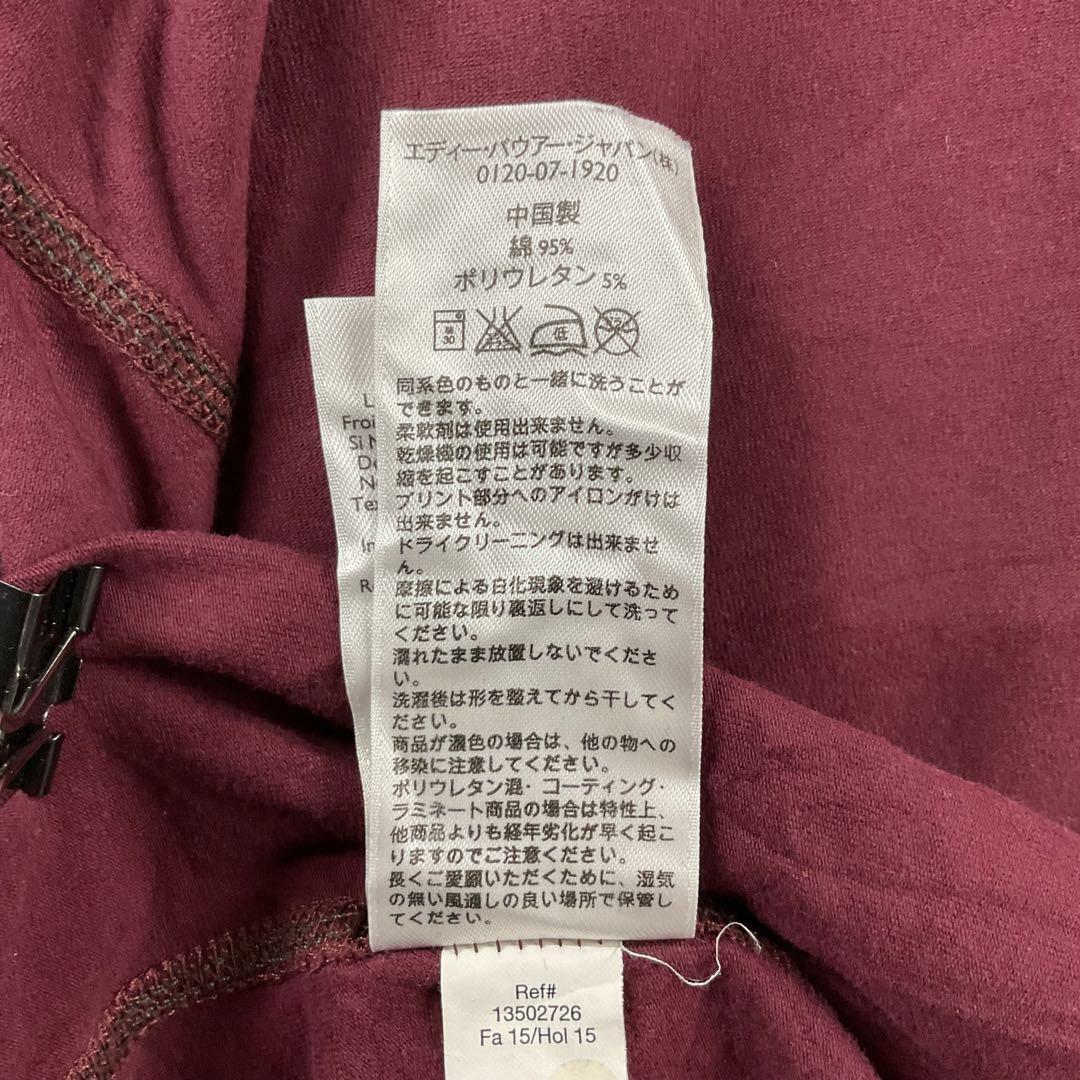 エディー・バウアー・ジャパン(株)
0120-07-1920
中国製
綿 95%
ポリウレタン 5%
弱
30
エ
同系色のものと一緒に洗うことが
できます。
柔軟剤は使用出来ません。
乾燥機の使用は可能ですが多少収
縮を起こすことがあります。
プリント部分へのアイロンがけは
出来ません。
ドライクリーニングは出来ませ
ん。
摩擦による白化現象を避けるため
に可能な限り裏返しにして洗って
ください。
濡れたまま放置しないでくださ
い。
洗濯後は形を整えてから干してく
ださい。
商品が濃色の場合は、他の物への
移染に注意してください。
ポリウレタン混・コーティング・
ラミネート商品の場合は特性上、
他商品よりも経年劣化が早く起こ
りますのでご注意ください。
長くご愛顧いただくために、湿気
の無い風通しの良い場所で保管し
てください。
Ref#
13502726
Fa 15/Hol 15